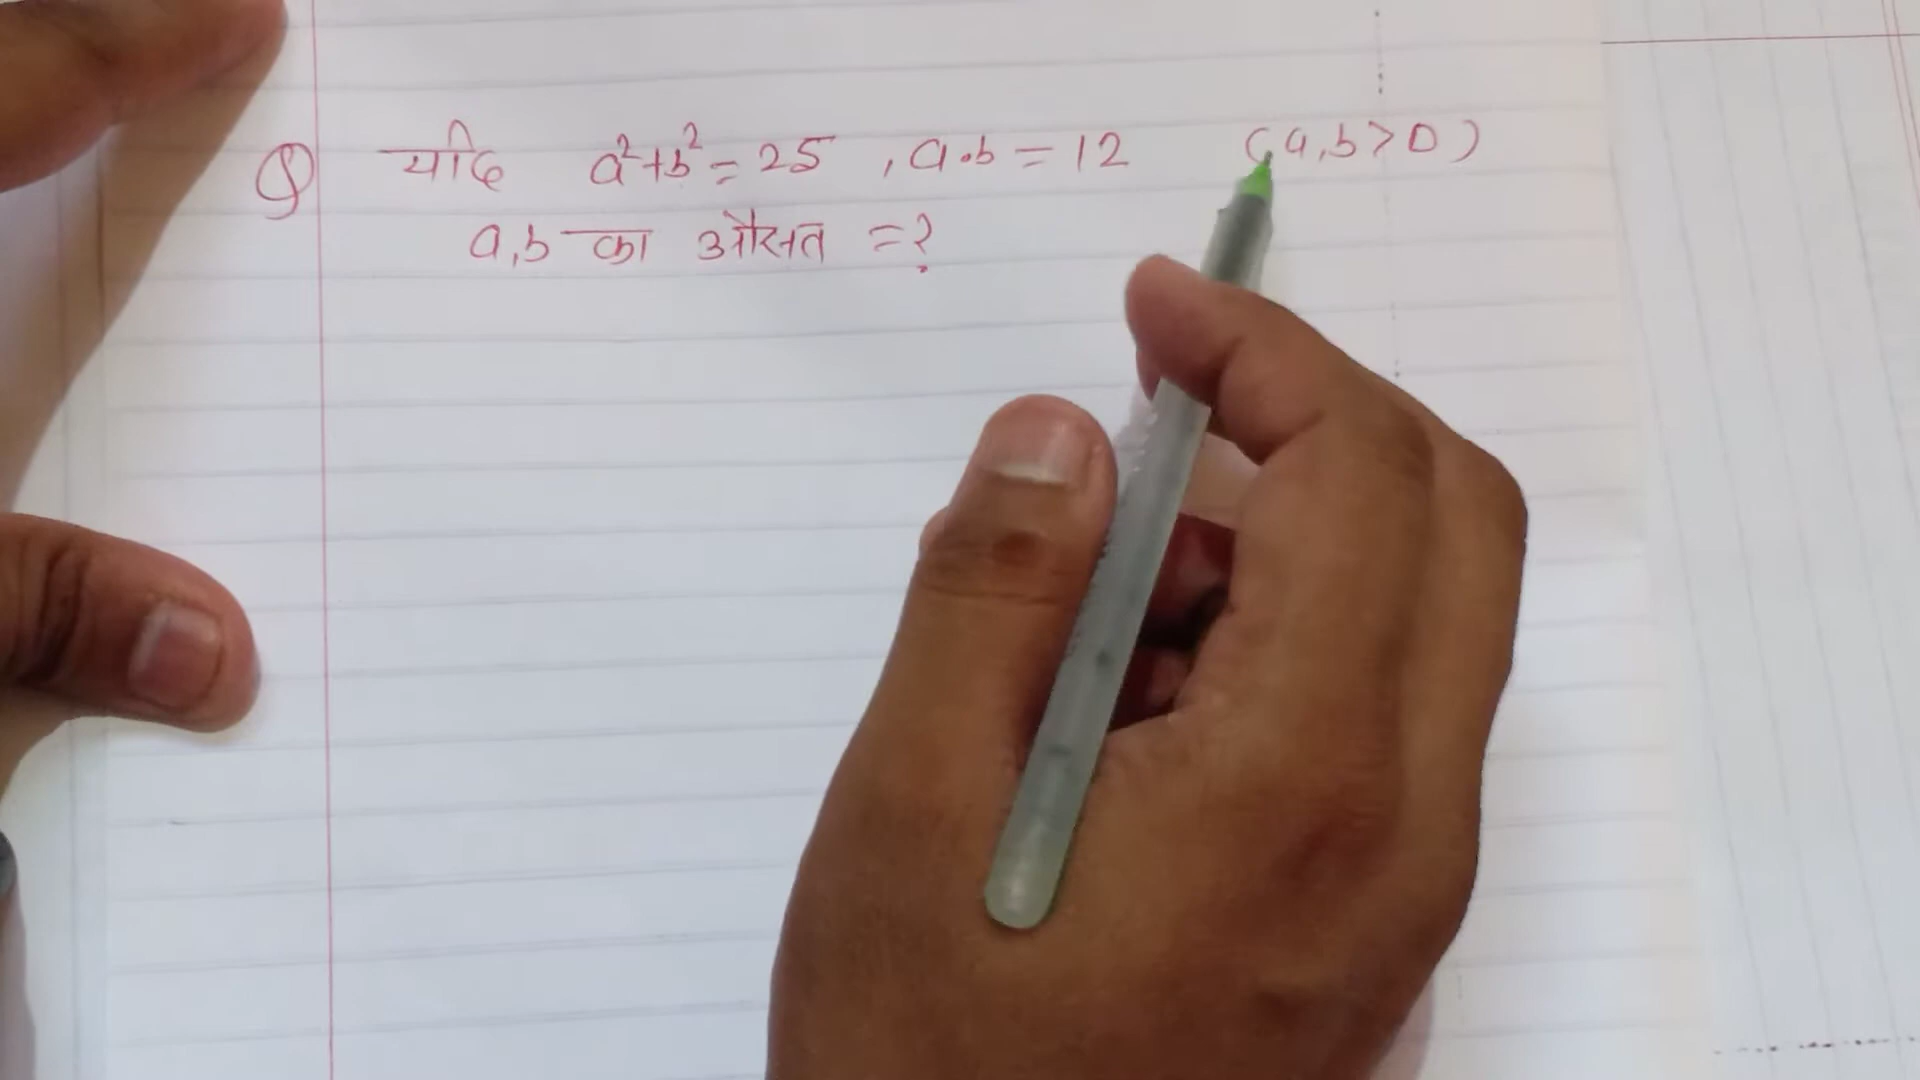 Q यदि a²+b²=25 , a.b = 12 (a,b>0)
a,b का औसत =?